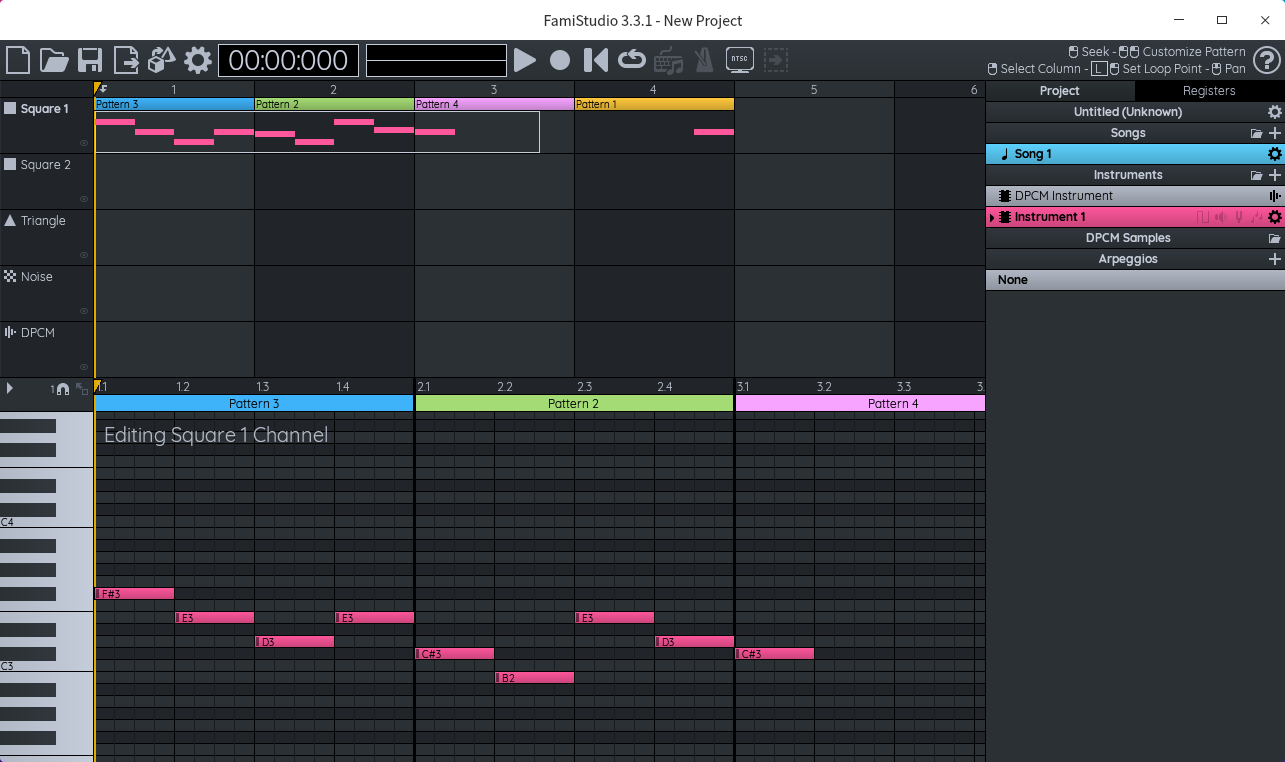 FamiStudio 3.3.1 - New Project
00:00:000
NTSC
Seek - Customize Pattern
Select Column - L Set Loop Point - Pan
?
1 2 3 4 5 6
Project Registers
Square 1
Pattern 3 Pattern 2 Pattern 4 Pattern 1
Untitled (Unknown)
Songs
Song 1
Square 2
Instruments
DPCM Instrument
Triangle
Instrument 1
DPCM Samples
Arpeggios
Noise
None
DPCM
1
1.1 1.2 1.3 1.4 2.1 2.2 2.3 2.4 3.1 3.2 3.3 3.
Pattern 3 Pattern 2 Pattern 4
Editing Square 1 Channel
C4
F#3
E3 E3 E3
D3 D3
C#3 C#3
C3
B2